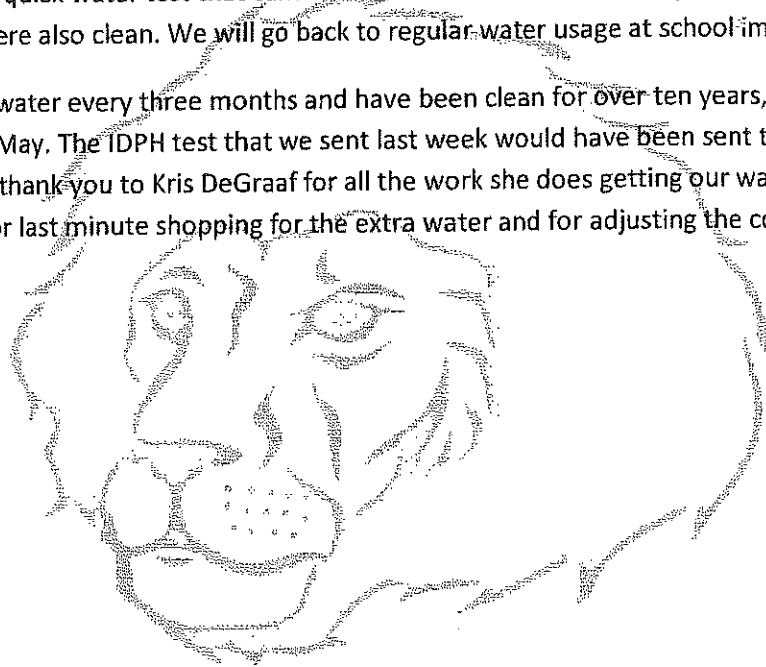 ere also clean. We will go back to regular water usage at school im
water every three months and have been clean for over ten years,
May. The IDPH test that we sent last week would have been sent t
thank you to Kris DeGraaf for all the work she does getting our wa
or last minute shopping for the extra water and for adjusting the co